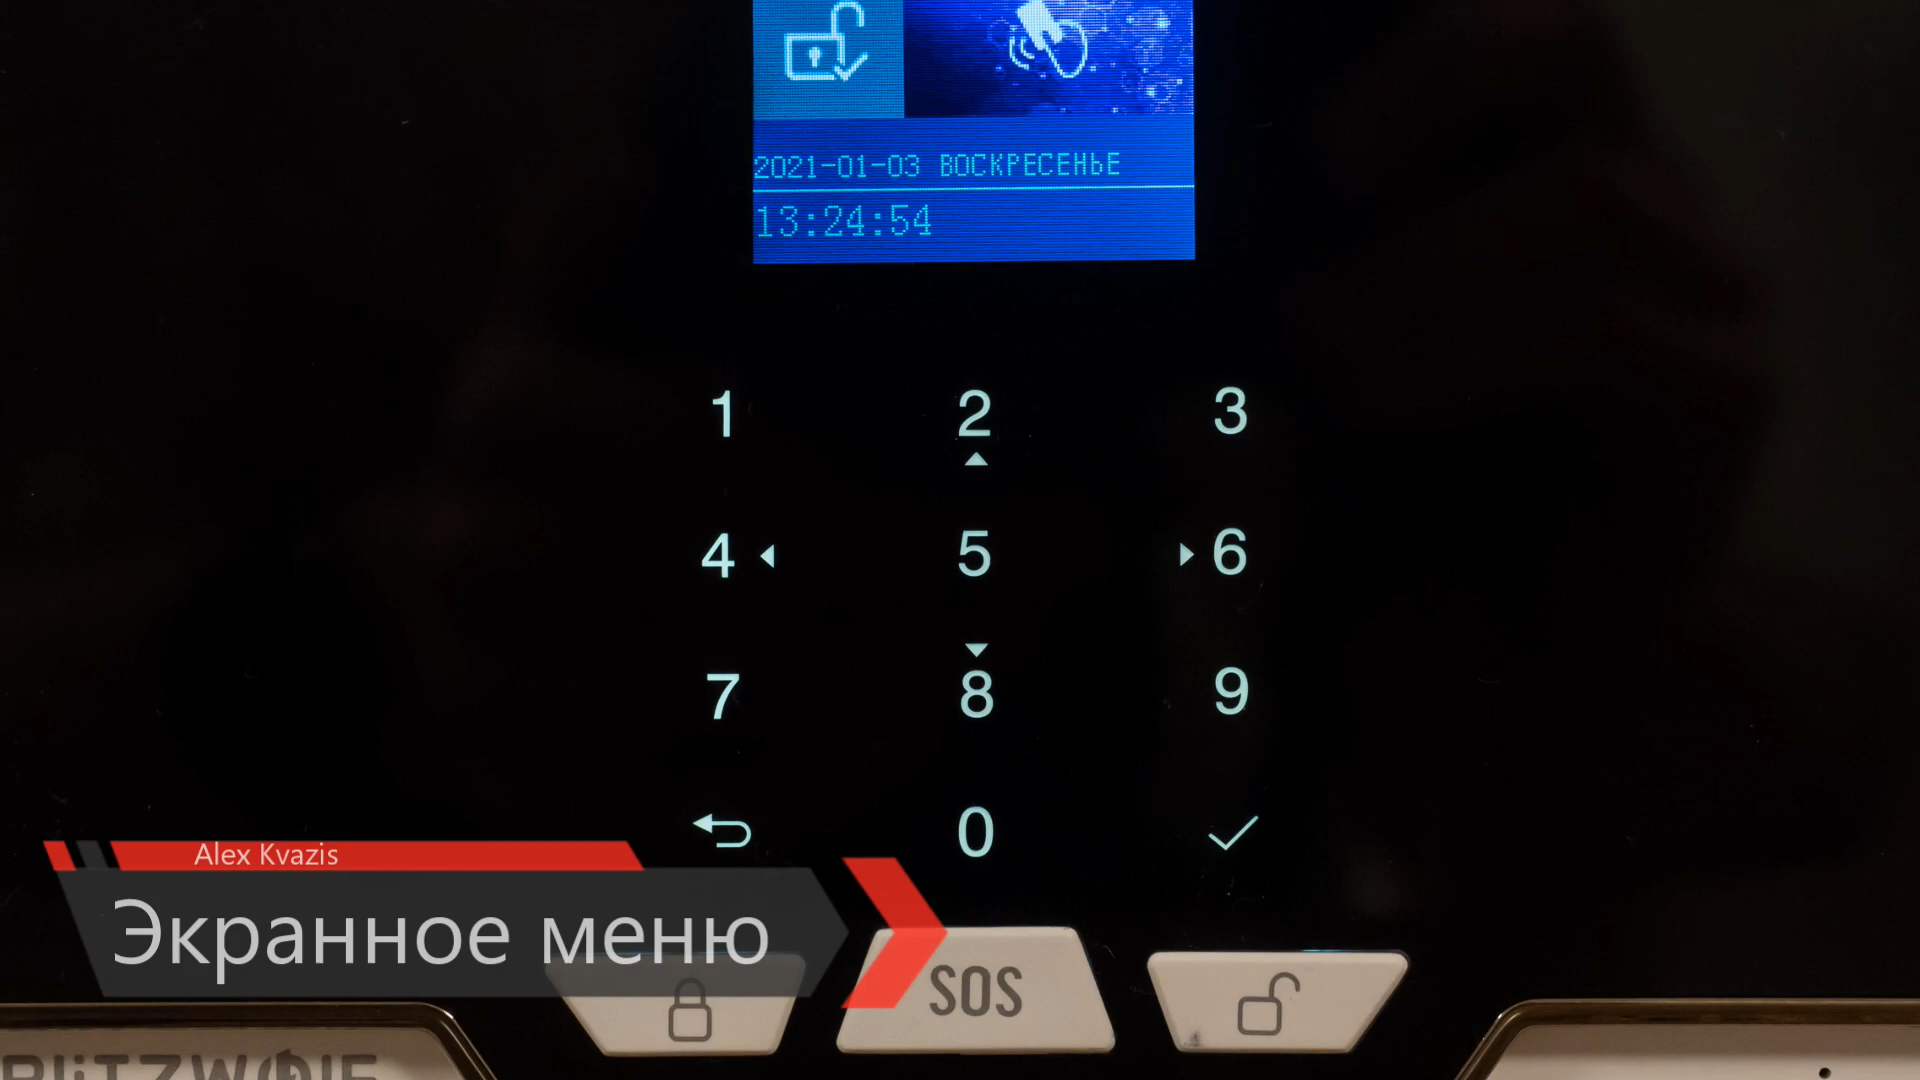 2021-01-03 ВОСКРЕСЕНЬЕ
13:24:54
1 2 3
4 5 6
7 8 9
0
Alex Kvazis
Экранное меню
SOS
BLiTZWOLF